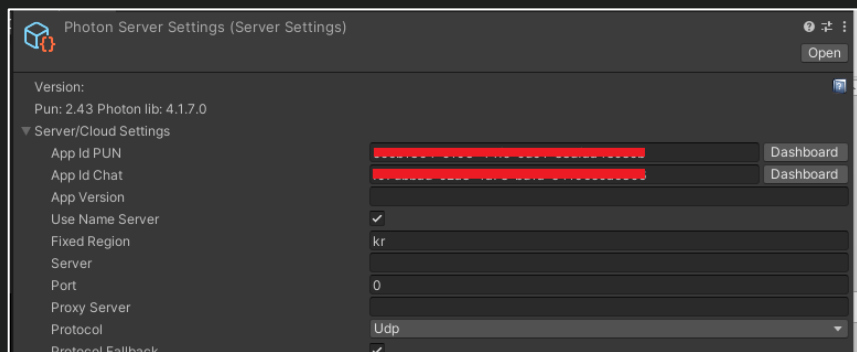 Photon Server Settings (Server Settings)
Open
Version:
Pun: 2.43 Photon lib: 4.1.7.0
Server/Cloud Settings
App Id PUN Dashboard
App Id Chat Dashboard
App Version
Use Name Server
Fixed Region kr
Server
Port 0
Proxy Server
Protocol Udp
Protocol Fallback